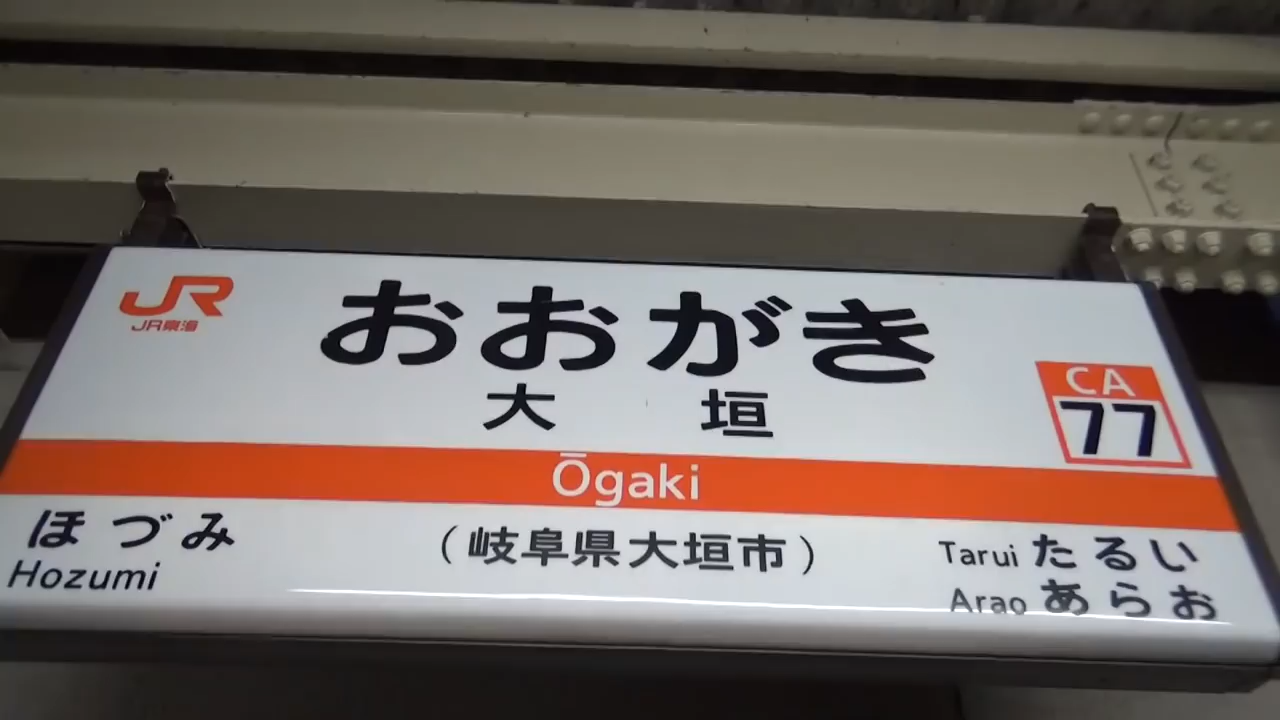 JR
JR東海
おおがき
大垣
CA
77
Ōgaki
ほづみ
Hozumi
(岐阜県大垣市)
Tarui たるい
Arao あらお